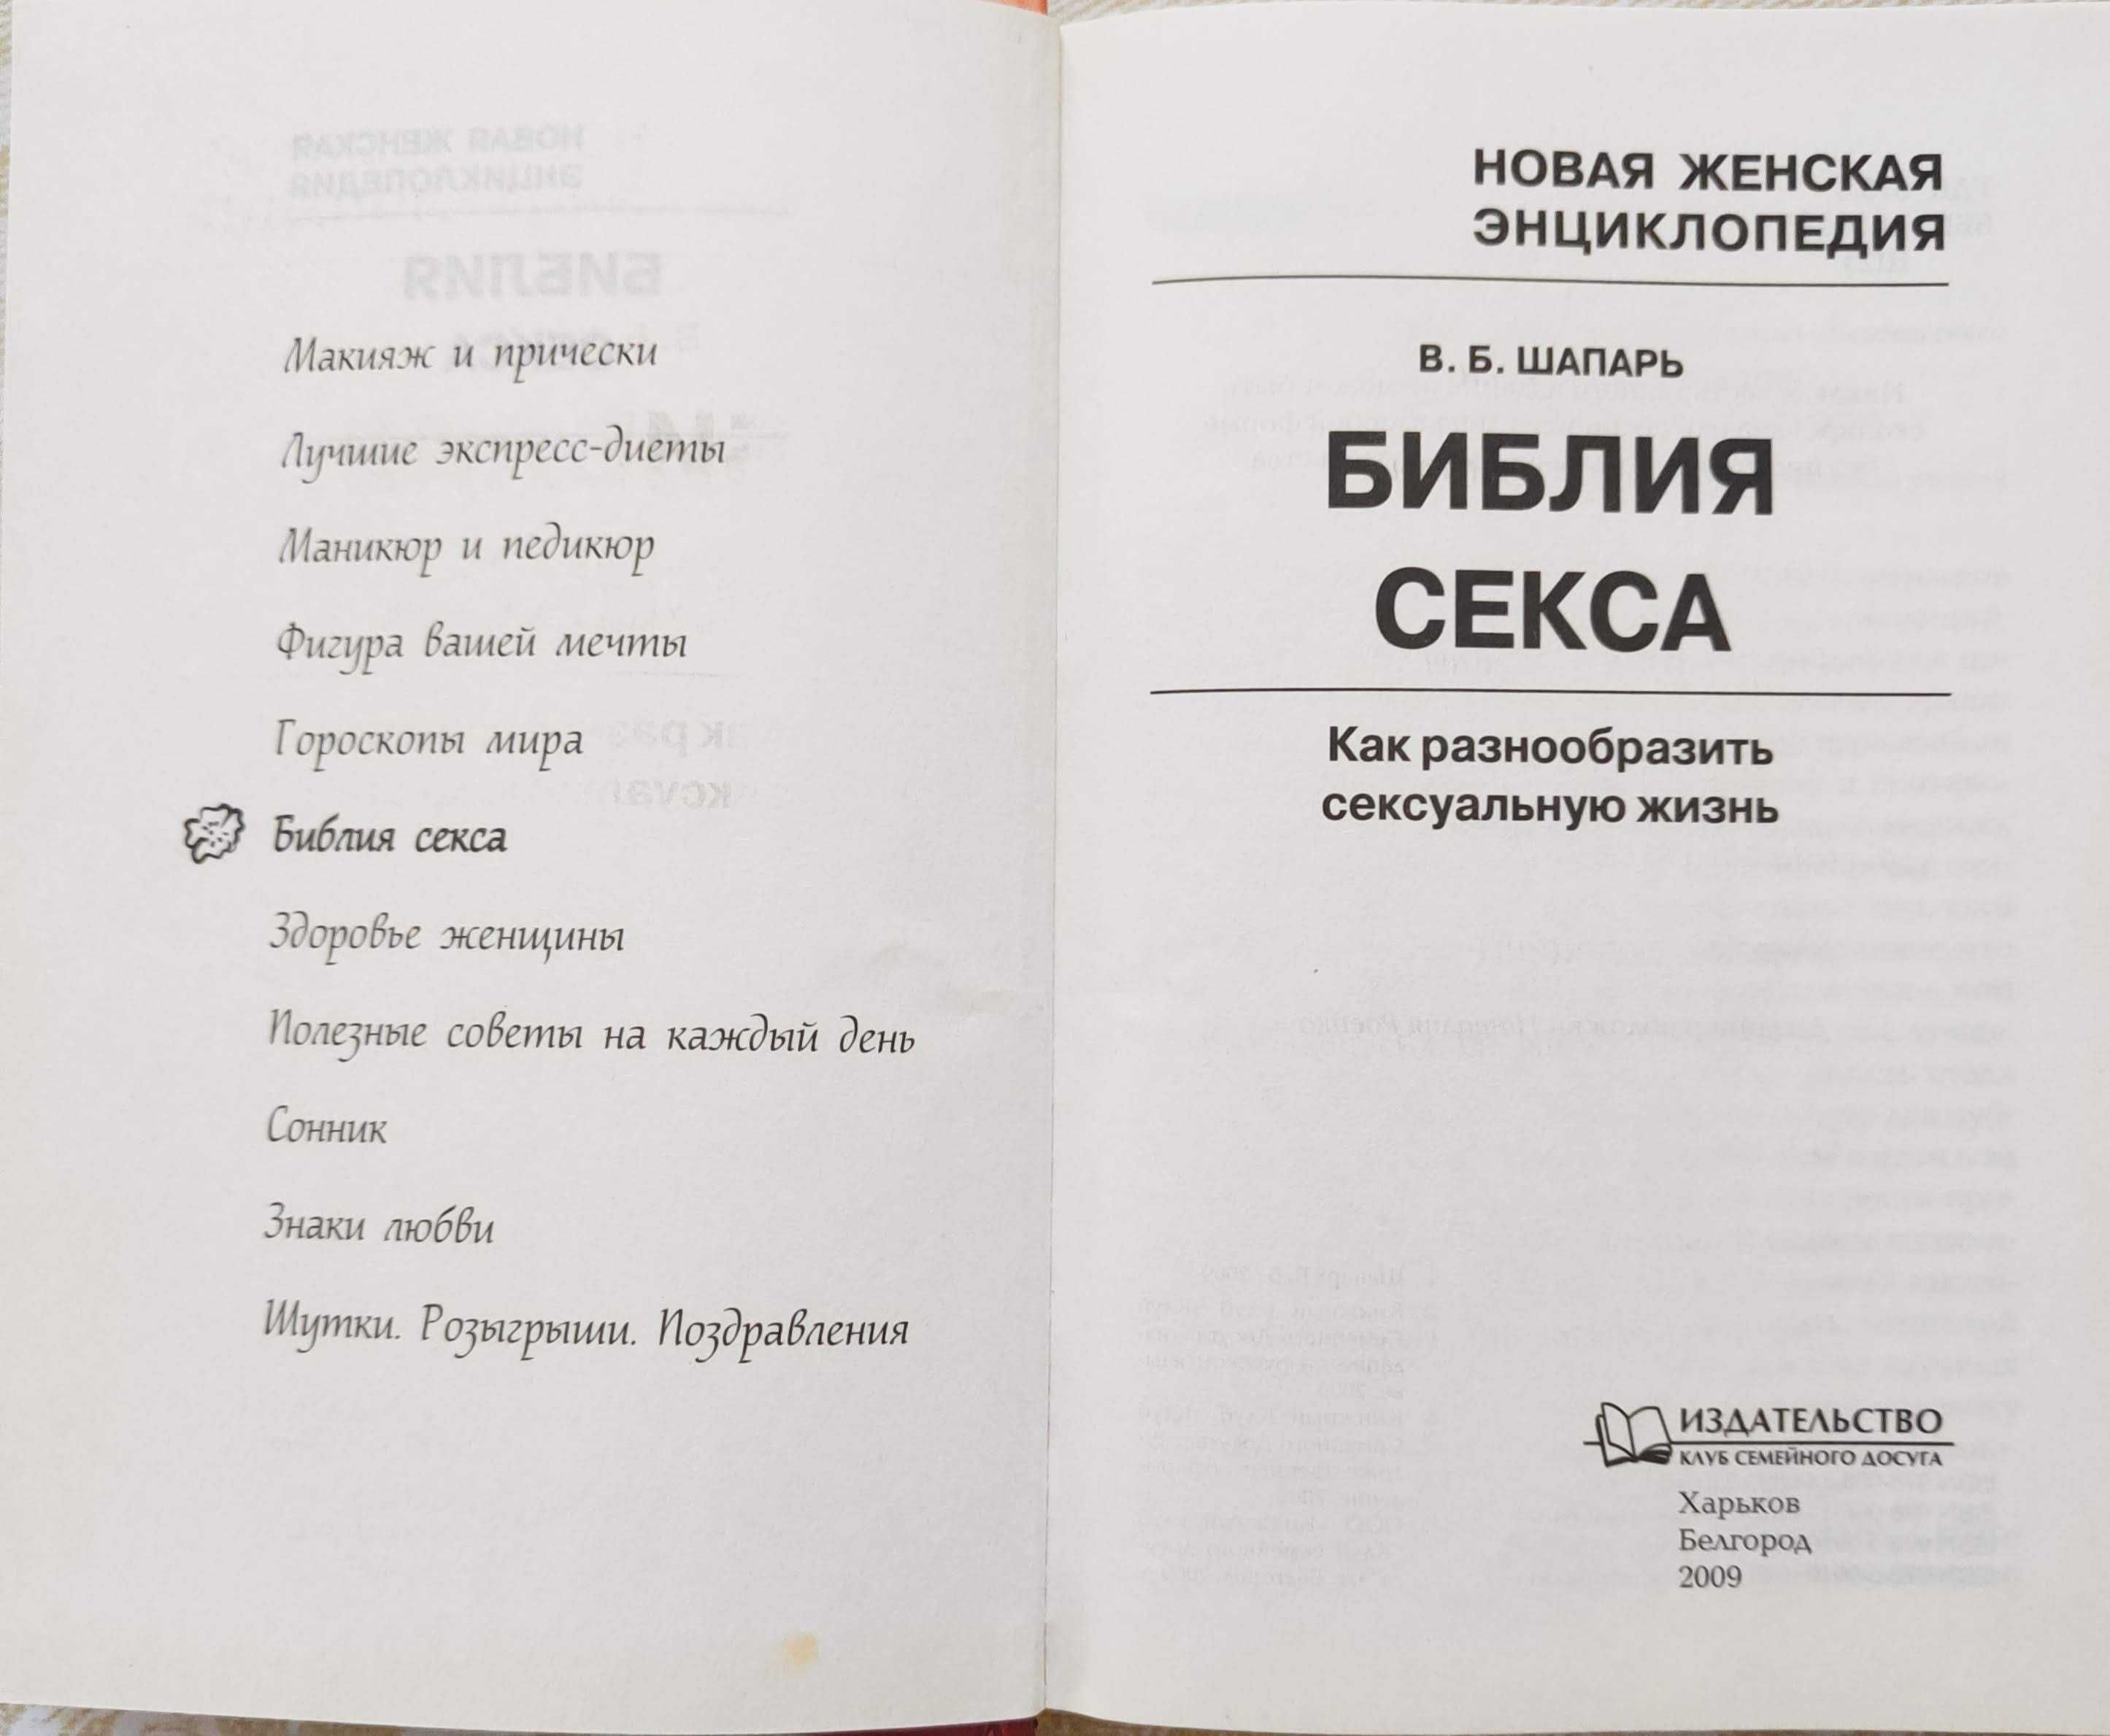 Макияж и прически
Лучшие экспресс-диеты
Маникюр и педикюр
Фигура вашей мечты
Гороскопы мира
Библия секса
Здоровье женщины
Полезные советы на каждый день
Сонник
Знаки любви
Шутки. Розыгрыши. Поздравления
НОВАЯ ЖЕНСКАЯ
ЭНЦИКЛОПЕДИЯ
В. Б. ШАПАРЬ
БИБЛИЯ
СЕКСА
Как разнообразить
сексуальную жизнь
ИЗДАТЕЛЬСТВО
КЛУБ СЕМЕЙНОГО ДОСУГА
Харьков
Белгород
2009